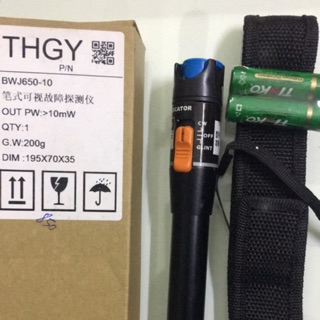 THGY
P/N
BWJ650-10
笔式可视故障探测仪
OUT PW:>10mW
QTY:1
G.W:200g
DIM :195X70X35
CW
OFF
GLINT